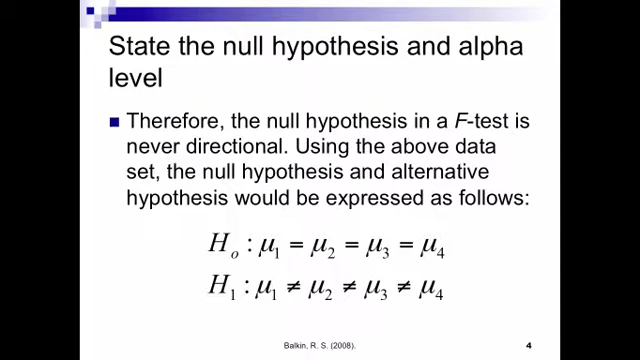 State the null hypothesis and alpha
level
Therefore, the null hypothesis in a F-test is
never directional. Using the above data
set, the null hypothesis and alternative
hypothesis would be expressed as follows:
Hₒ : μ₁ = μ₂ = μ₃ = μ₄
H₁ : μ₁ ≠ μ₂ ≠ μ₃ ≠ μ₄
Balkin, R. S. (2008).
4